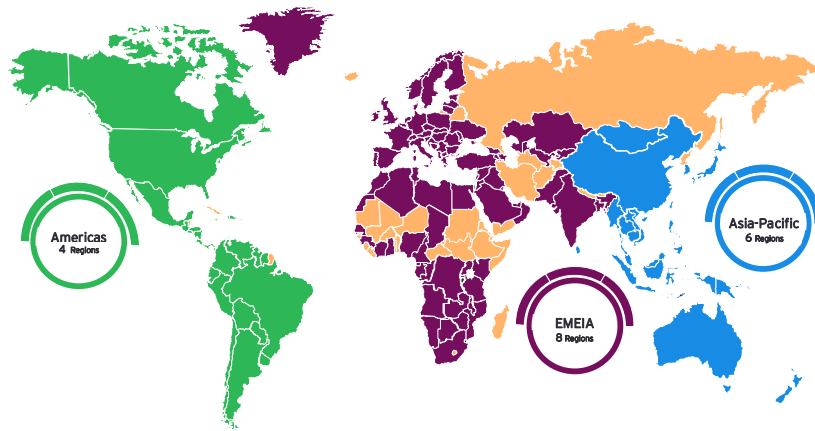 Americas
4 Regions
EMEIA
8 Regions
Asia-Pacific
6 Regions